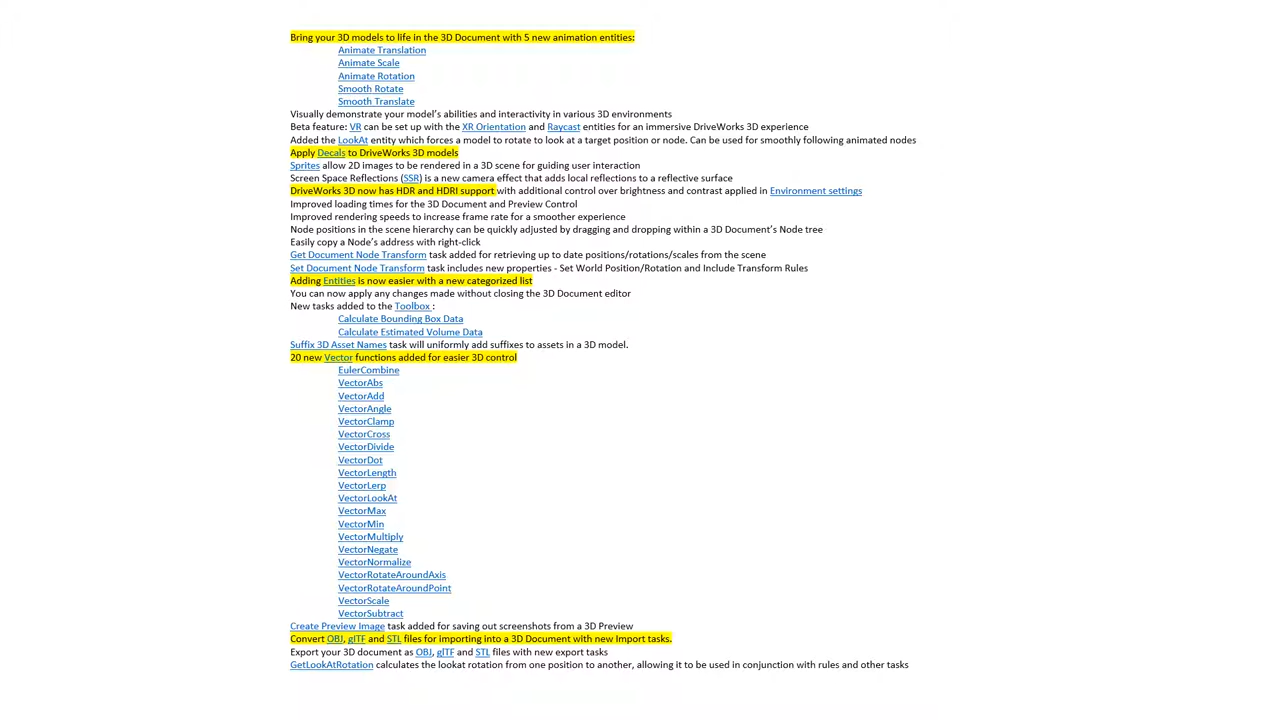 Bring your 3D models to life in the 3D Document with 5 new animation entities:
Animate Translation
Animate Scale
Animate Rotation
Smooth Rotate
Smooth Translate
Visually demonstrate your model's abilities and interactivity in various 3D environments
Beta feature: VR can be set up with the XR Orientation and Raycast entities for an immersive DriveWorks 3D experience
Added the LookAt entity which forces a model to rotate to look at a target position or node. Can be used for smoothly following animated nodes
Apply Decals to DriveWorks 3D models
Sprites allow 2D images to be rendered in a 3D scene for guiding user interaction
Screen Space Reflections (SSR) is a new camera effect that adds local reflections to a reflective surface
DriveWorks 3D now has HDR and HDRI support with additional control over brightness and contrast applied in Environment settings
Improved loading times for the 3D Document and Preview Control
Improved rendering speeds to increase frame rate for a smoother experience
Node positions in the scene hierarchy can be quickly adjusted by dragging and dropping within a 3D Document's Node tree
Easily copy a Node's address with right-click
Get Document Node Transform task added for retrieving up to date positions/rotations/scales from the scene
Set Document Node Transform task includes new properties - Set World Position/Rotation and Include Transform Rules
Adding Entities is now easier with a new categorized list
You can now apply any changes made without closing the 3D Document editor
New tasks added to the Toolbox :
Calculate Bounding Box Data
Calculate Estimated Volume Data
Suffix 3D Asset Names task will uniformly add suffixes to assets in a 3D model.
20 new Vector functions added for easier 3D control
EulerCombine
VectorAbs
VectorAdd
VectorAngle
VectorClamp
VectorCross
VectorDivide
VectorDot
VectorLength
VectorLerp
VectorLookAt
VectorMax
VectorMin
VectorMultiply
VectorNegate
VectorNormalize
VectorRotateAroundAxis
VectorRotateAroundPoint
VectorScale
VectorSubtract
Create Preview Image task added for saving out screenshots from a 3D Preview
Convert OBJ, glTF and STL files for importing into a 3D Document with new Import tasks.
Export your 3D document as OBJ, glTF and STL files with new export tasks
GetLookAtRotation calculates the lookat rotation from one position to another, allowing it to be used in conjunction with rules and other tasks